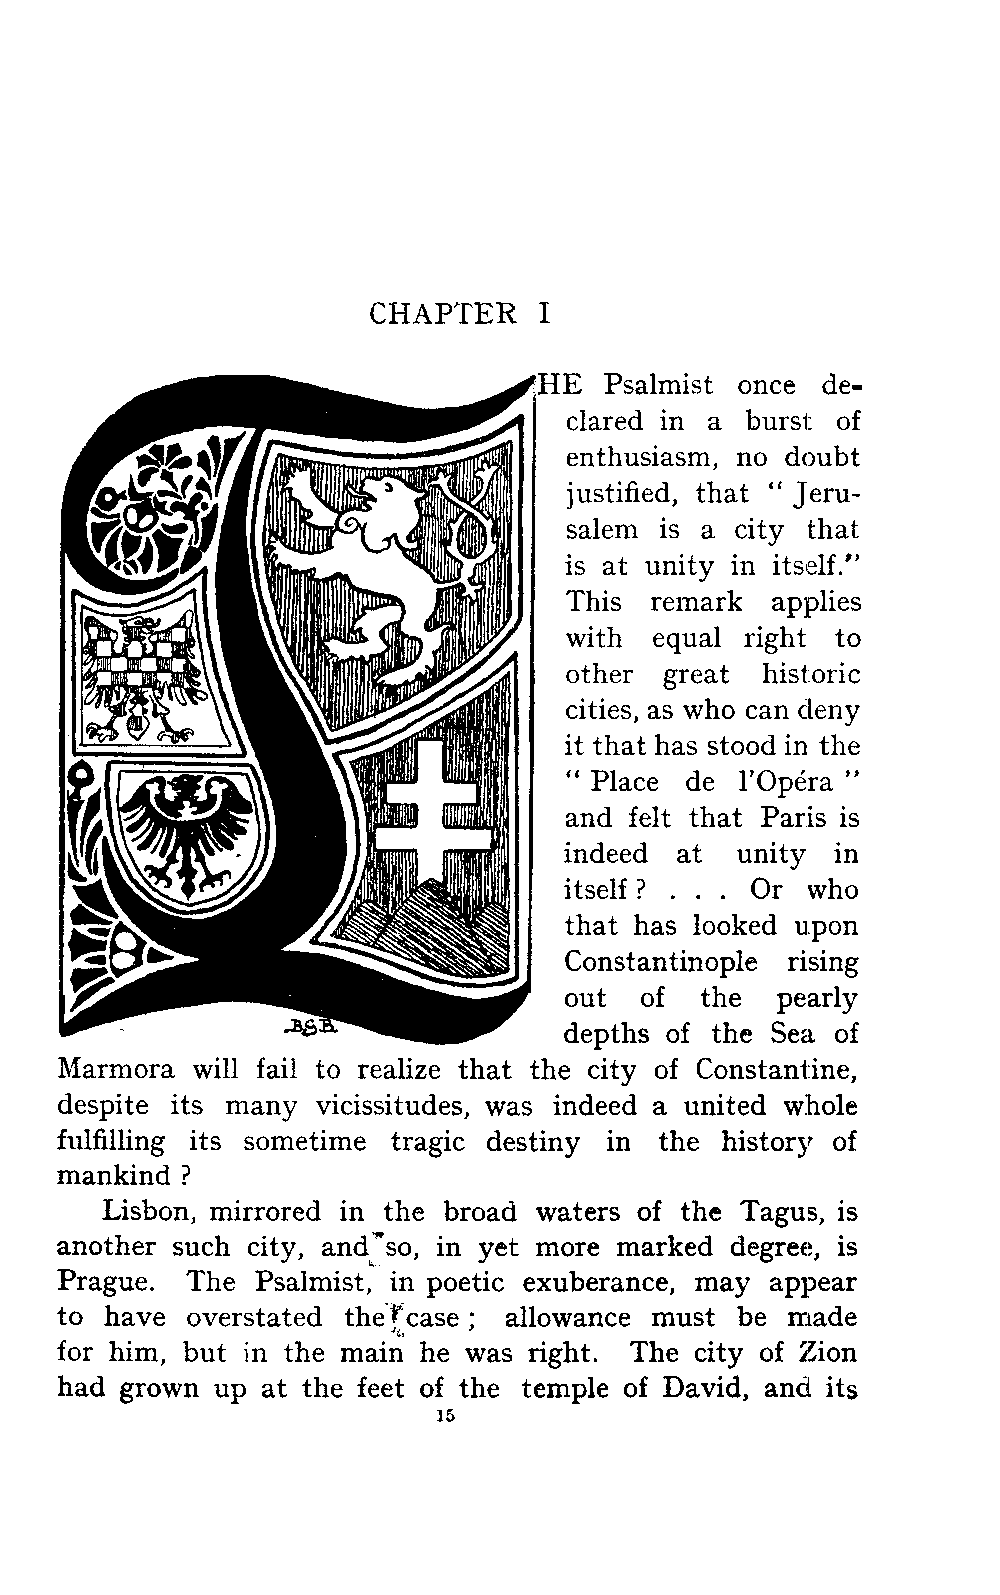 CHAPTER I
THE Psalmist once de-
clared in a burst of
enthusiasm, no doubt
justified, that “ Jeru-
salem is a city that
is at unity in itself.”
This remark applies
with equal right to
other great historic
cities, as who can deny
it that has stood in the
“ Place de l’Opéra ”
and felt that Paris is
indeed at unity in
itself ? . . . Or who
that has looked upon
Constantinople rising
out of the pearly
depths of the Sea of
BSB
Marmora will fail to realize that the city of Constantine,
despite its many vicissitudes, was indeed a united whole
fulfilling its sometime tragic destiny in the history of
mankind ?
Lisbon, mirrored in the broad waters of the Tagus, is
another such city, and so, in yet more marked degree, is
Prague. The Psalmist, in poetic exuberance, may appear
to have overstated the case ; allowance must be made
for him, but in the main he was right. The city of Zion
had grown up at the feet of the temple of David, and its
15